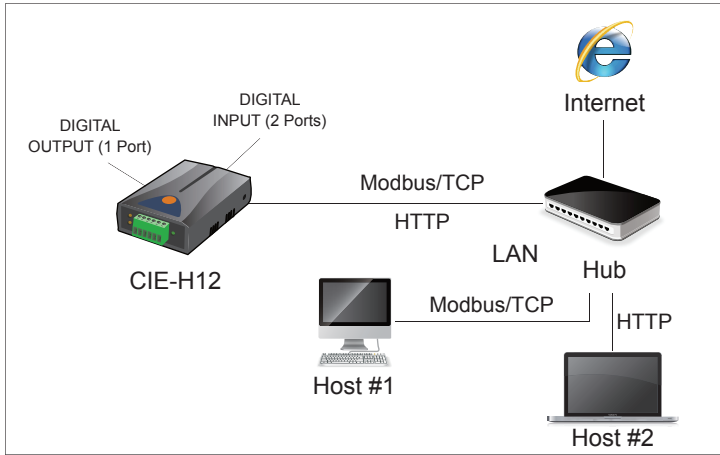 DIGITAL
INPUT (2 Ports)
DIGITAL
OUTPUT (1 Port)
Internet
Modbus/TCP
HTTP
LAN
CIE-H12
Hub
Modbus/TCP
HTTP
Host #1
Host #2